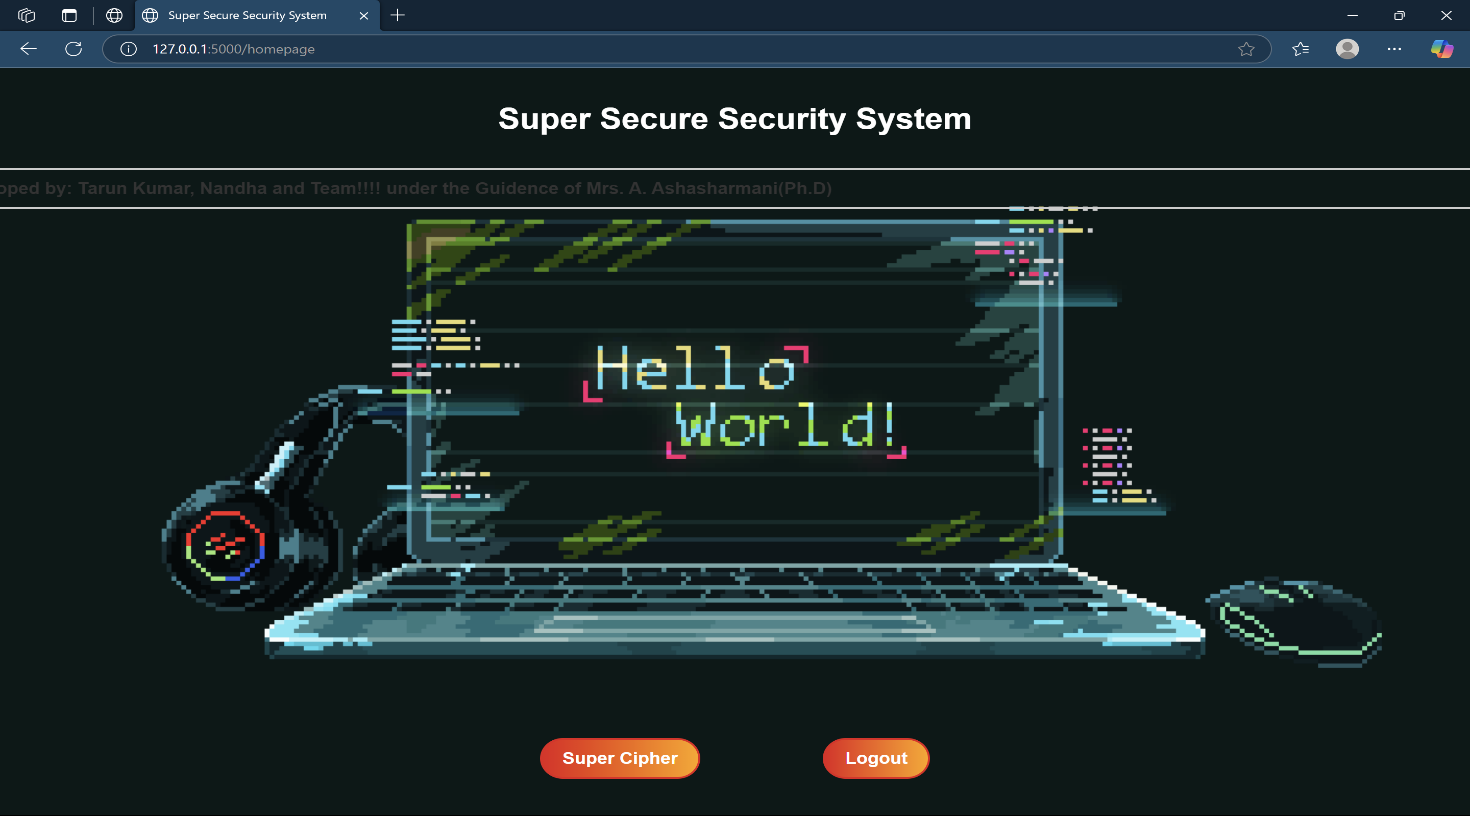 Super Secure Security System
127.0.0.1:5000/homepage
Super Secure Security System
oped by: Tarun Kumar, Nandha and Team!!!! under the Guidence of Mrs. A. Ashasharmani(Ph.D)
Hello
World!
Super Cipher
Logout